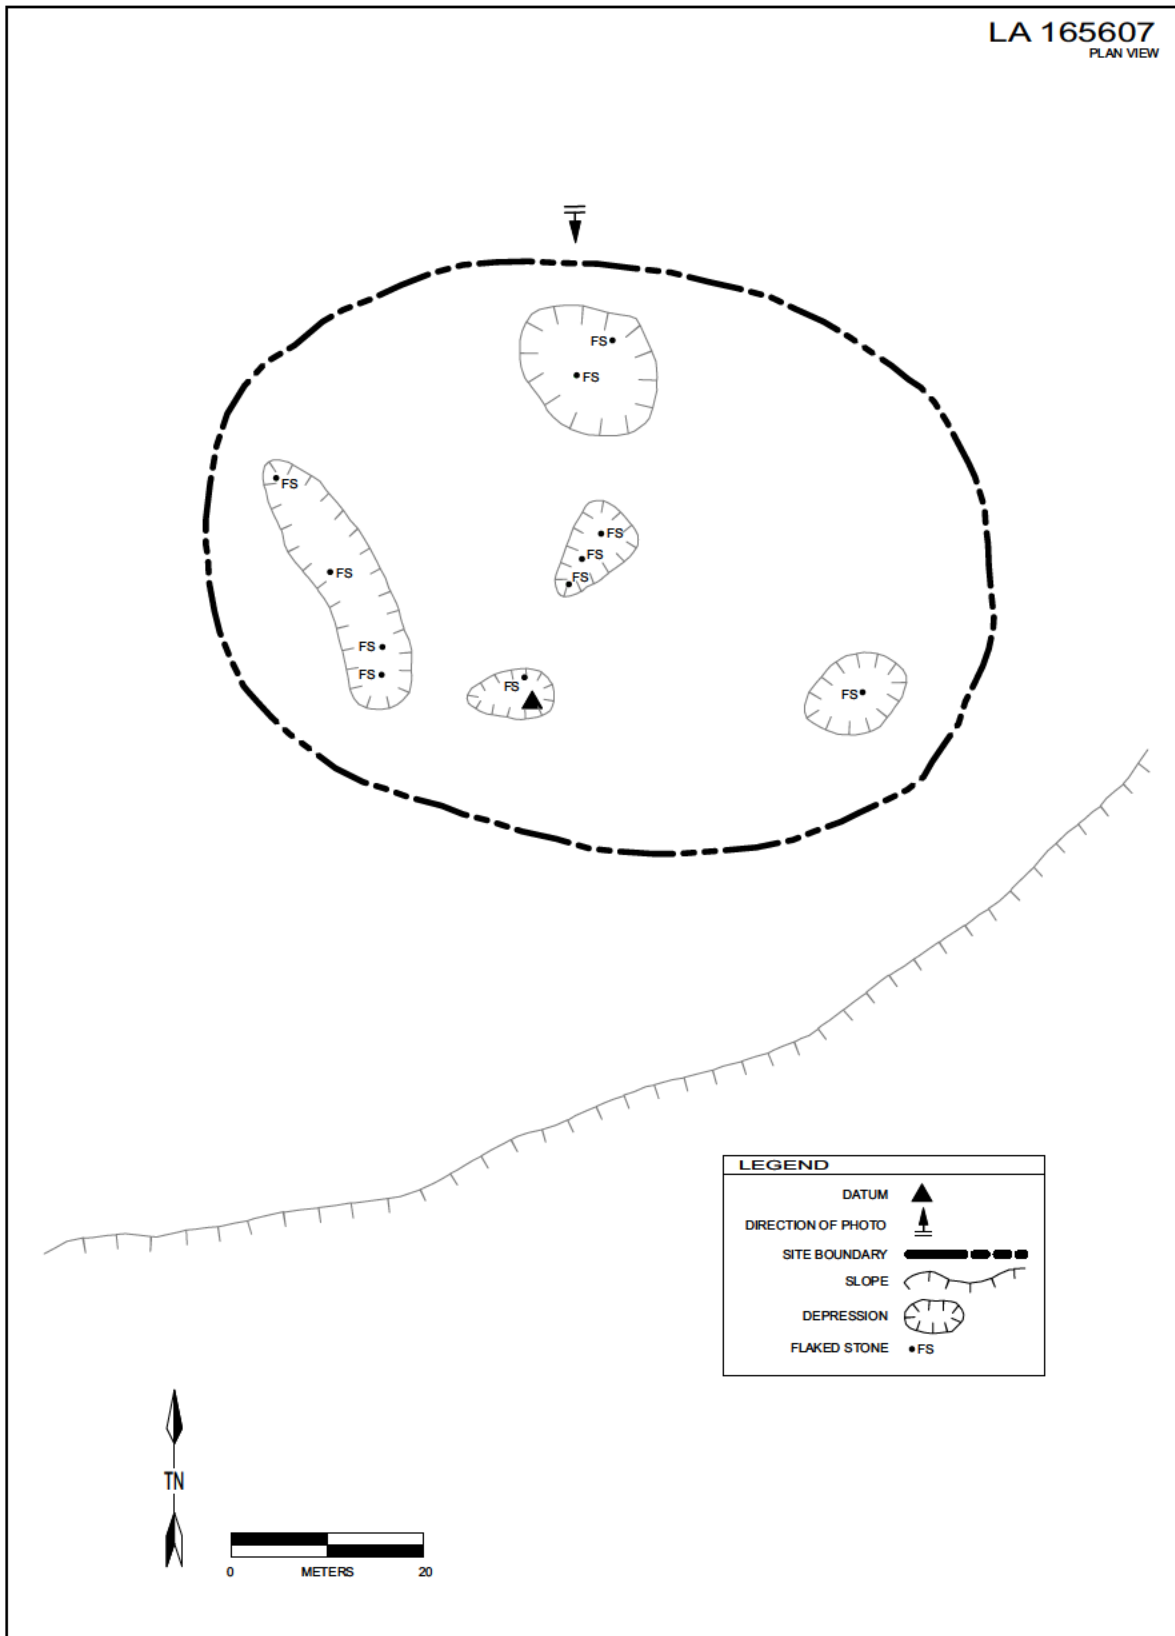 LA 165607
PLAN VIEW
FS
FS
FS
FS
FS
FS
FS
FS
FS
FS
FS
LEGEND
DATUM
DIRECTION OF PHOTO
SITE BOUNDARY
SLOPE
DEPRESSION
FLAKED STONE FS
TN
0 METERS 20